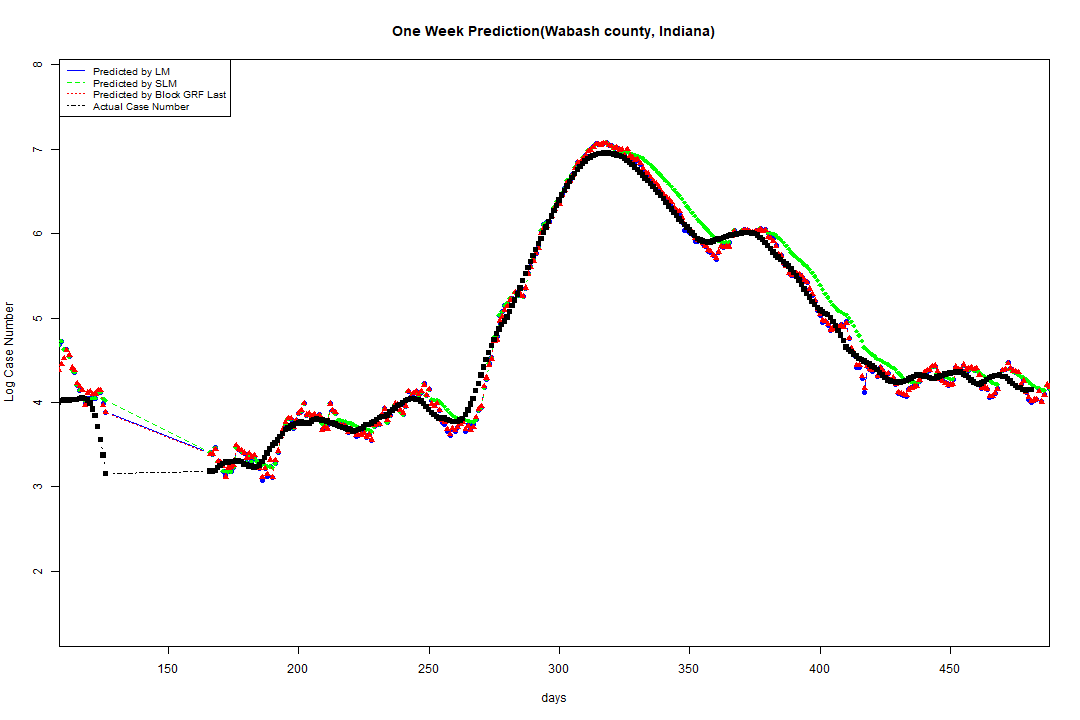 One Week Prediction(Wabash county, Indiana)
Predicted by LM
Predicted by SLM
Predicted by Block GRF Last
Actual Case Number
8
7
6
5
4
3
2
Log Case Number
150 200 250 300 350 400 450
days